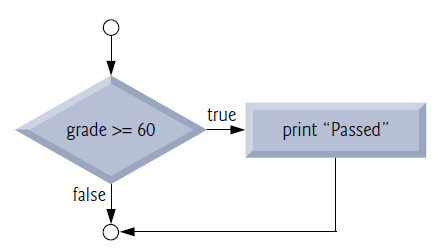 grade >= 60
true
print “Passed”
false